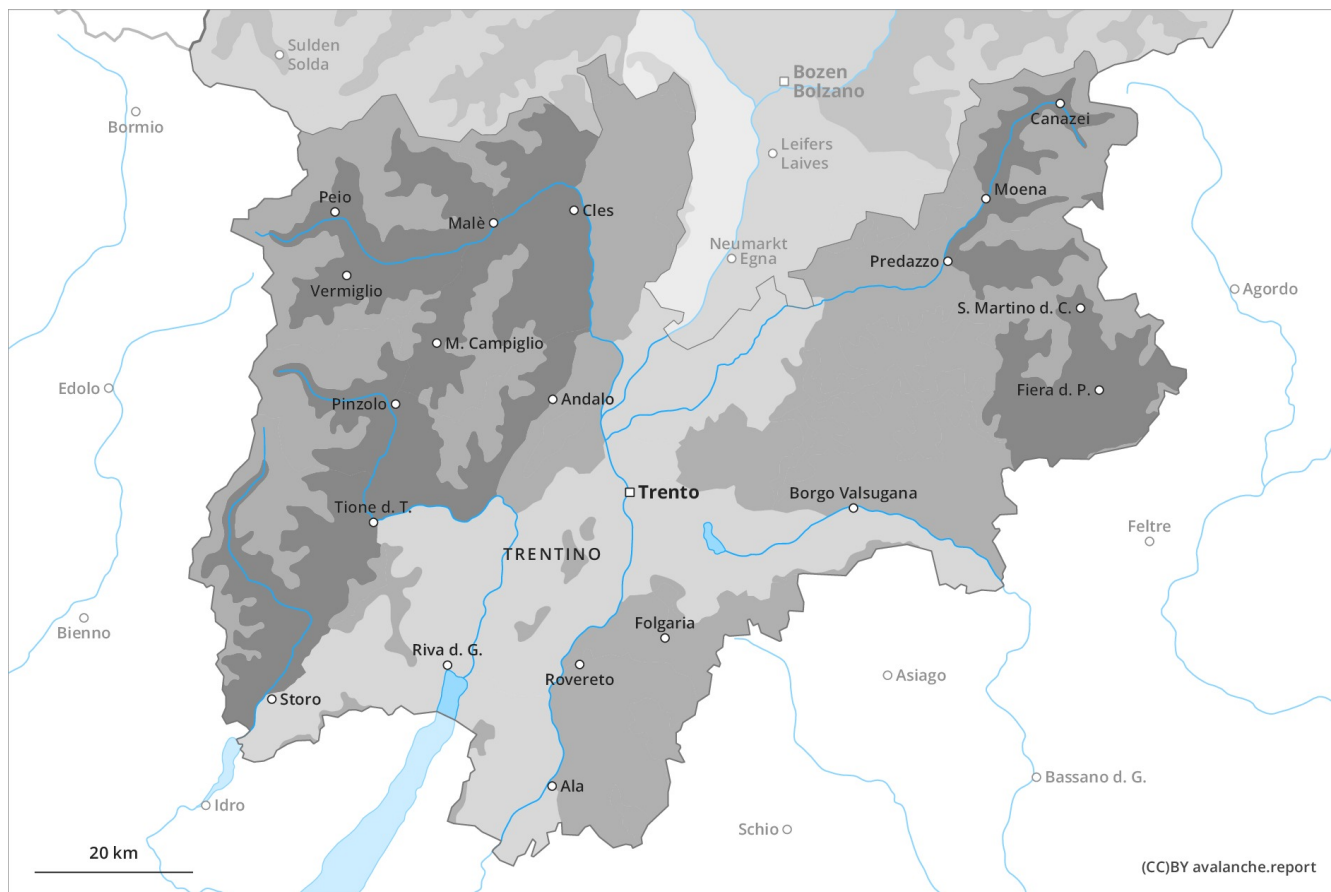 Sulden
Solda
Bozen
Bolzano
Bormio
Canazei
Leifers
Laives
Peio
Moena
Malè
Cles
Neumarkt
Egna
Predazzo
Vermiglio
Agordo
S. Martino d. C.
M. Campiglio
Edolo
Fiera d. P.
Pinzolo
Andalo
Trento
Borgo Valsugana
Tione d. T.
Feltre
TRENTINO
Bienno
Folgaria
Riva d. G.
Rovereto
Asiago
Storo
Bassano d. G.
Ala
Idro
Schio
20 km
(CC)BY avalanche.report